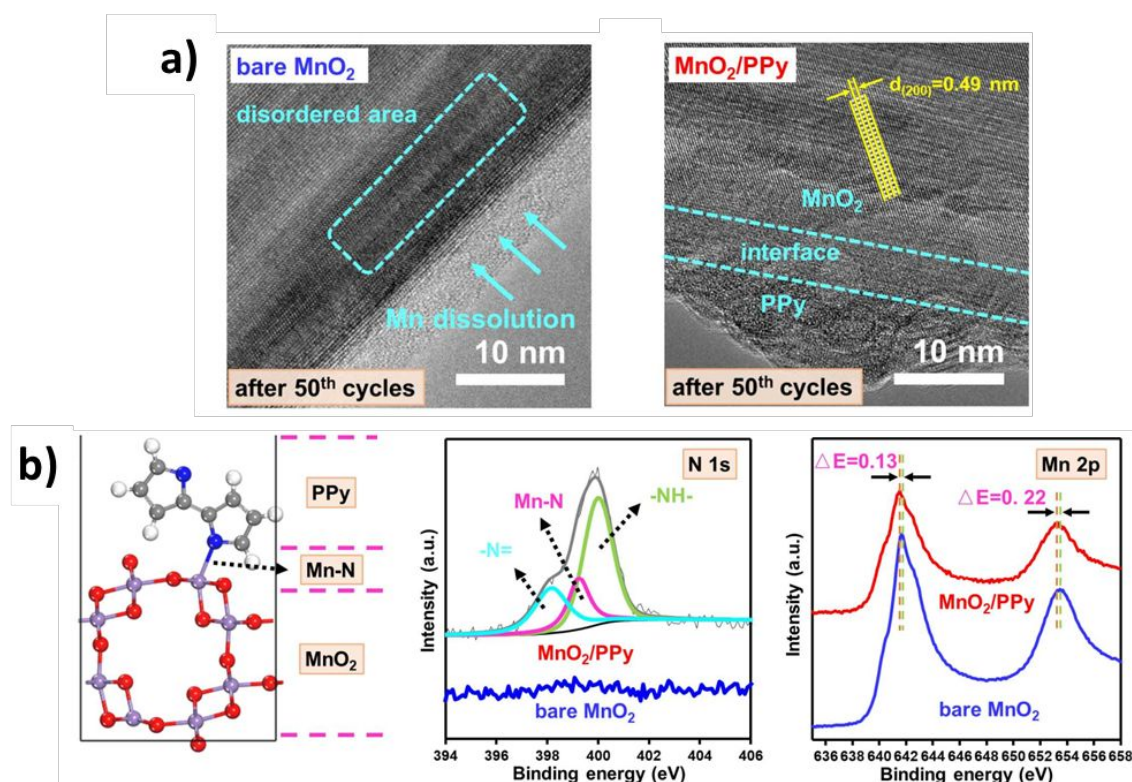 a)
bare MnO₂
disordered area
Mn dissolution
10 nm
after 50ᵗʰ cycles
MnO₂/PPy
d₍₂₀₀₎=0.49 nm
MnO₂
interface
PPy
10 nm
after 50ᵗʰ cycles
b)
PPy
Mn-N
MnO₂
N 1s
Mn-N
-NH-
-N=
MnO₂/PPy
bare MnO₂
Intensity (a.u.)
394 396 398 400 402 404 406
Binding energy (eV)
△E=0.13
Mn 2p
△E=0. 22
MnO₂/PPy
bare MnO₂
Intensity (a.u.)
636 640 642 644 646 648 650 652 654 656 658
Binding energy (eV)